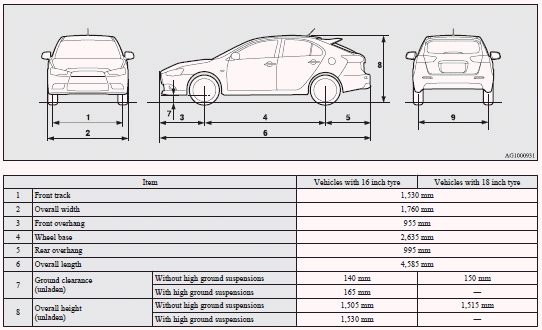 8
7
3
4
5
1
2
6
9
AG1000931
Item Vehicles with 16 inch tyre Vehicles with 18 inch tyre
1 Front track 1,530 mm
2 Overall width 1,760 mm
3 Front overhang 955 mm
4 Wheel base 2,635 mm
5 Rear overhang 995 mm
6 Overall length 4,585 mm
7 Ground clearance (unladen) Without high ground suspensions 140 mm 150 mm
With high ground suspensions 165 mm —
8 Overall height (unladen) Without high ground suspensions 1,505 mm 1,515 mm
With high ground suspensions 1,530 mm —